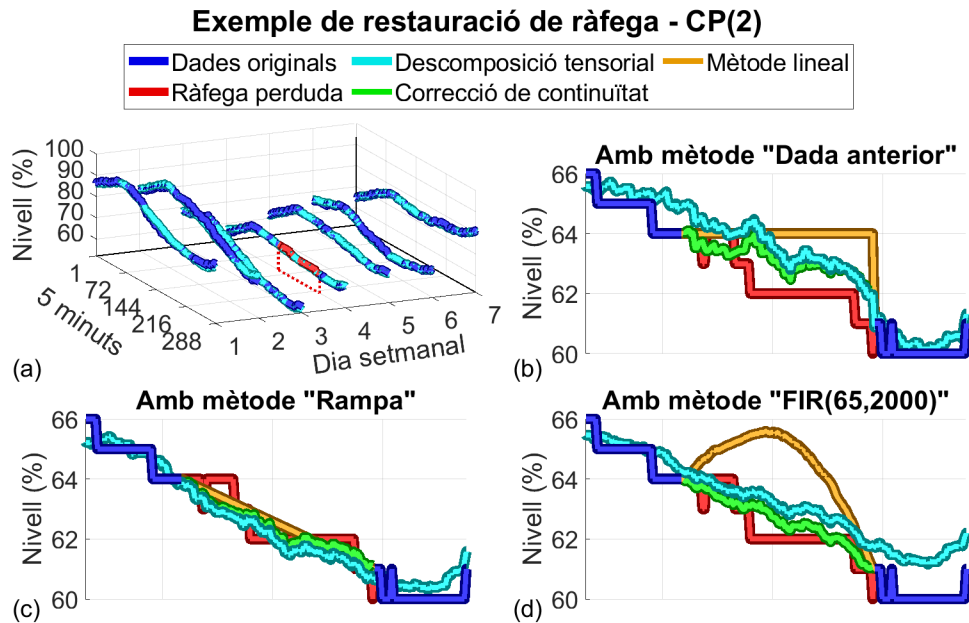 Exemple de restauració de ràfega - CP(2)
Dades originals Descomposició tensorial Mètode lineal
Ràfega perduda Correcció de continuïtat
100
90
80
70
60
Nivell (%)
1
72
144
216
288
5 minuts
1 2 3 4 5 6 7
Dia setmanal
(a)
Amb mètode "Dada anterior"
66
64
62
60
Nivell (%)
(b)
Amb mètode "Rampa"
66
64
62
60
Nivell (%)
(c)
Amb mètode "FIR(65,2000)"
66
64
62
60
Nivell (%)
(d)